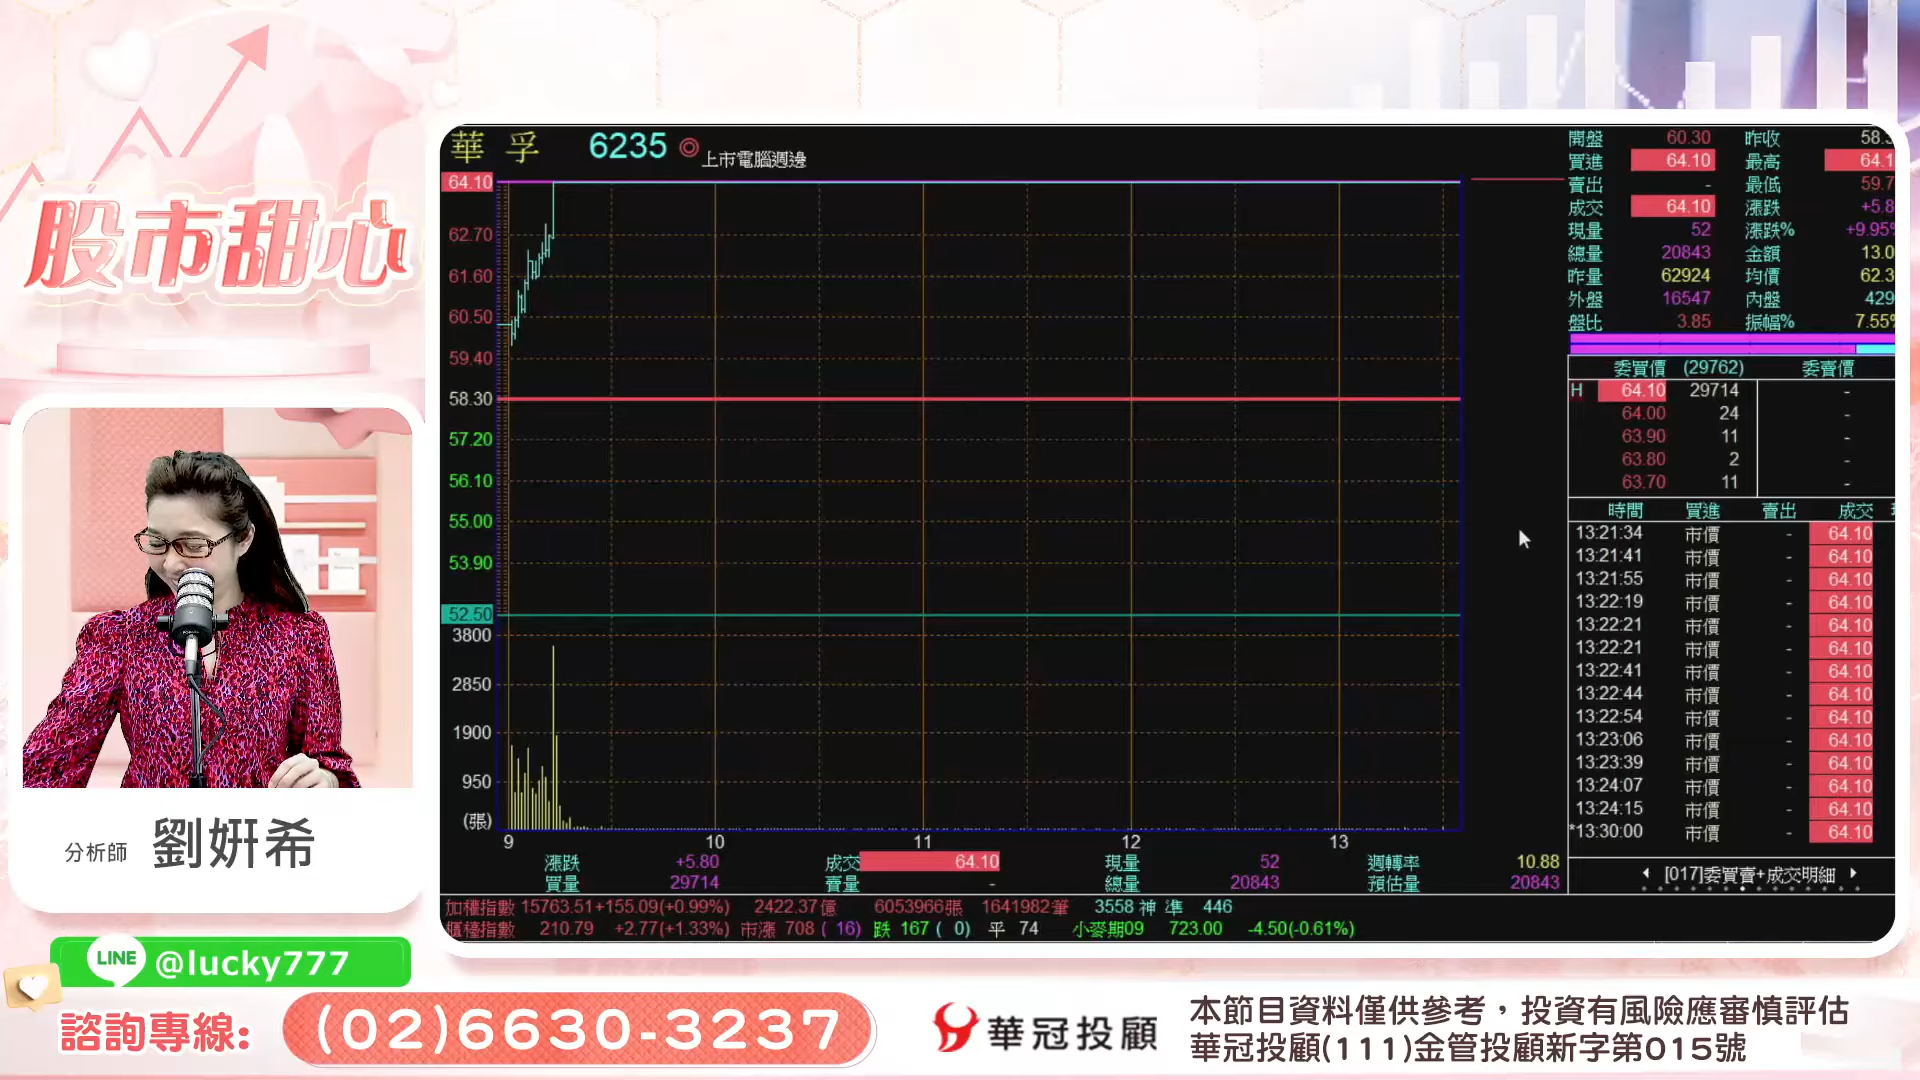 股市甜心
分析師 劉妍希
LINE @lucky777
諮詢專線: (02)6630-3237
華冠投顧
本節目資料僅供參考，投資有風險應審慎評估
華冠投顧(111)金管投顧新字第015號
華 孚 6235 ◎ 上市電腦週邊
64.10
62.70
61.60
60.50
59.40
58.30
57.20
56.10
55.00
53.90
52.50
3800
2850
1900
950
(張)
9 10 11 12 13
漲跌 +5.80 成交 64.10 現量 52 週轉率 10.88
買量 29714 賣量 - 總量 20843 預估量 20843
加權指數 15763.51 +155.09(+0.99%) 2422.37億 6053966張 1641982筆 3558 神 準 446
櫃檯指數 210.79 +2.77(+1.33%) 市漲 708 ( 16) 跌 167 ( 0) 平 74 小麥期09 723.00 -4.50(-0.61%)
開盤 60.30 昨收 58.3
買進 64.10 最高 64.1
賣出 - 最低 59.7
成交 64.10 漲跌 +5.8
現量 52 漲跌% +9.95%
總量 20843 金額 13.0
昨量 62924 均價 62.3
外盤 16547 內盤 429
盤比 3.85 振幅% 7.55%
委買價 (29762) 委賣價
H 64.10 29714 -
64.00 24 -
63.90 11 -
63.80 2 -
63.70 11 -
時間 買進 賣出 成交
13:21:34 市價 - 64.10
13:21:41 市價 - 64.10
13:21:55 市價 - 64.10
13:22:19 市價 - 64.10
13:22:21 市價 - 64.10
13:22:21 市價 - 64.10
13:22:41 市價 - 64.10
13:22:44 市價 - 64.10
13:22:54 市價 - 64.10
13:23:06 市價 - 64.10
13:23:39 市價 - 64.10
13:24:07 市價 - 64.10
13:24:15 市價 - 64.10
*13:30:00 市價 - 64.10
[017]委買賣+成交明細